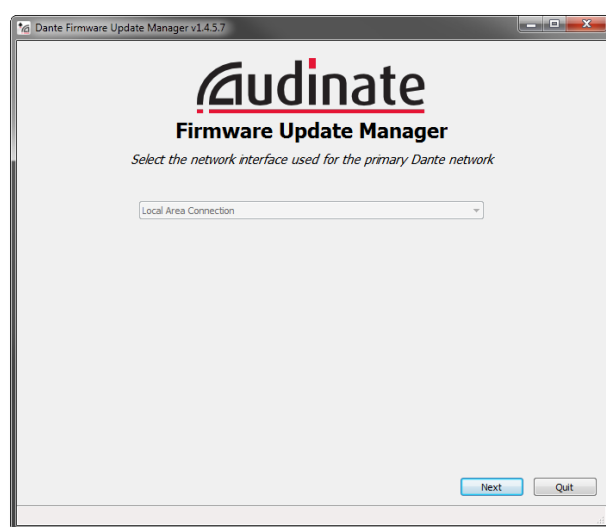 Dante Firmware Update Manager v1.4.5.7
Audinate
Firmware Update Manager
Select the network interface used for the primary Dante network
Local Area Connection
Next
Quit